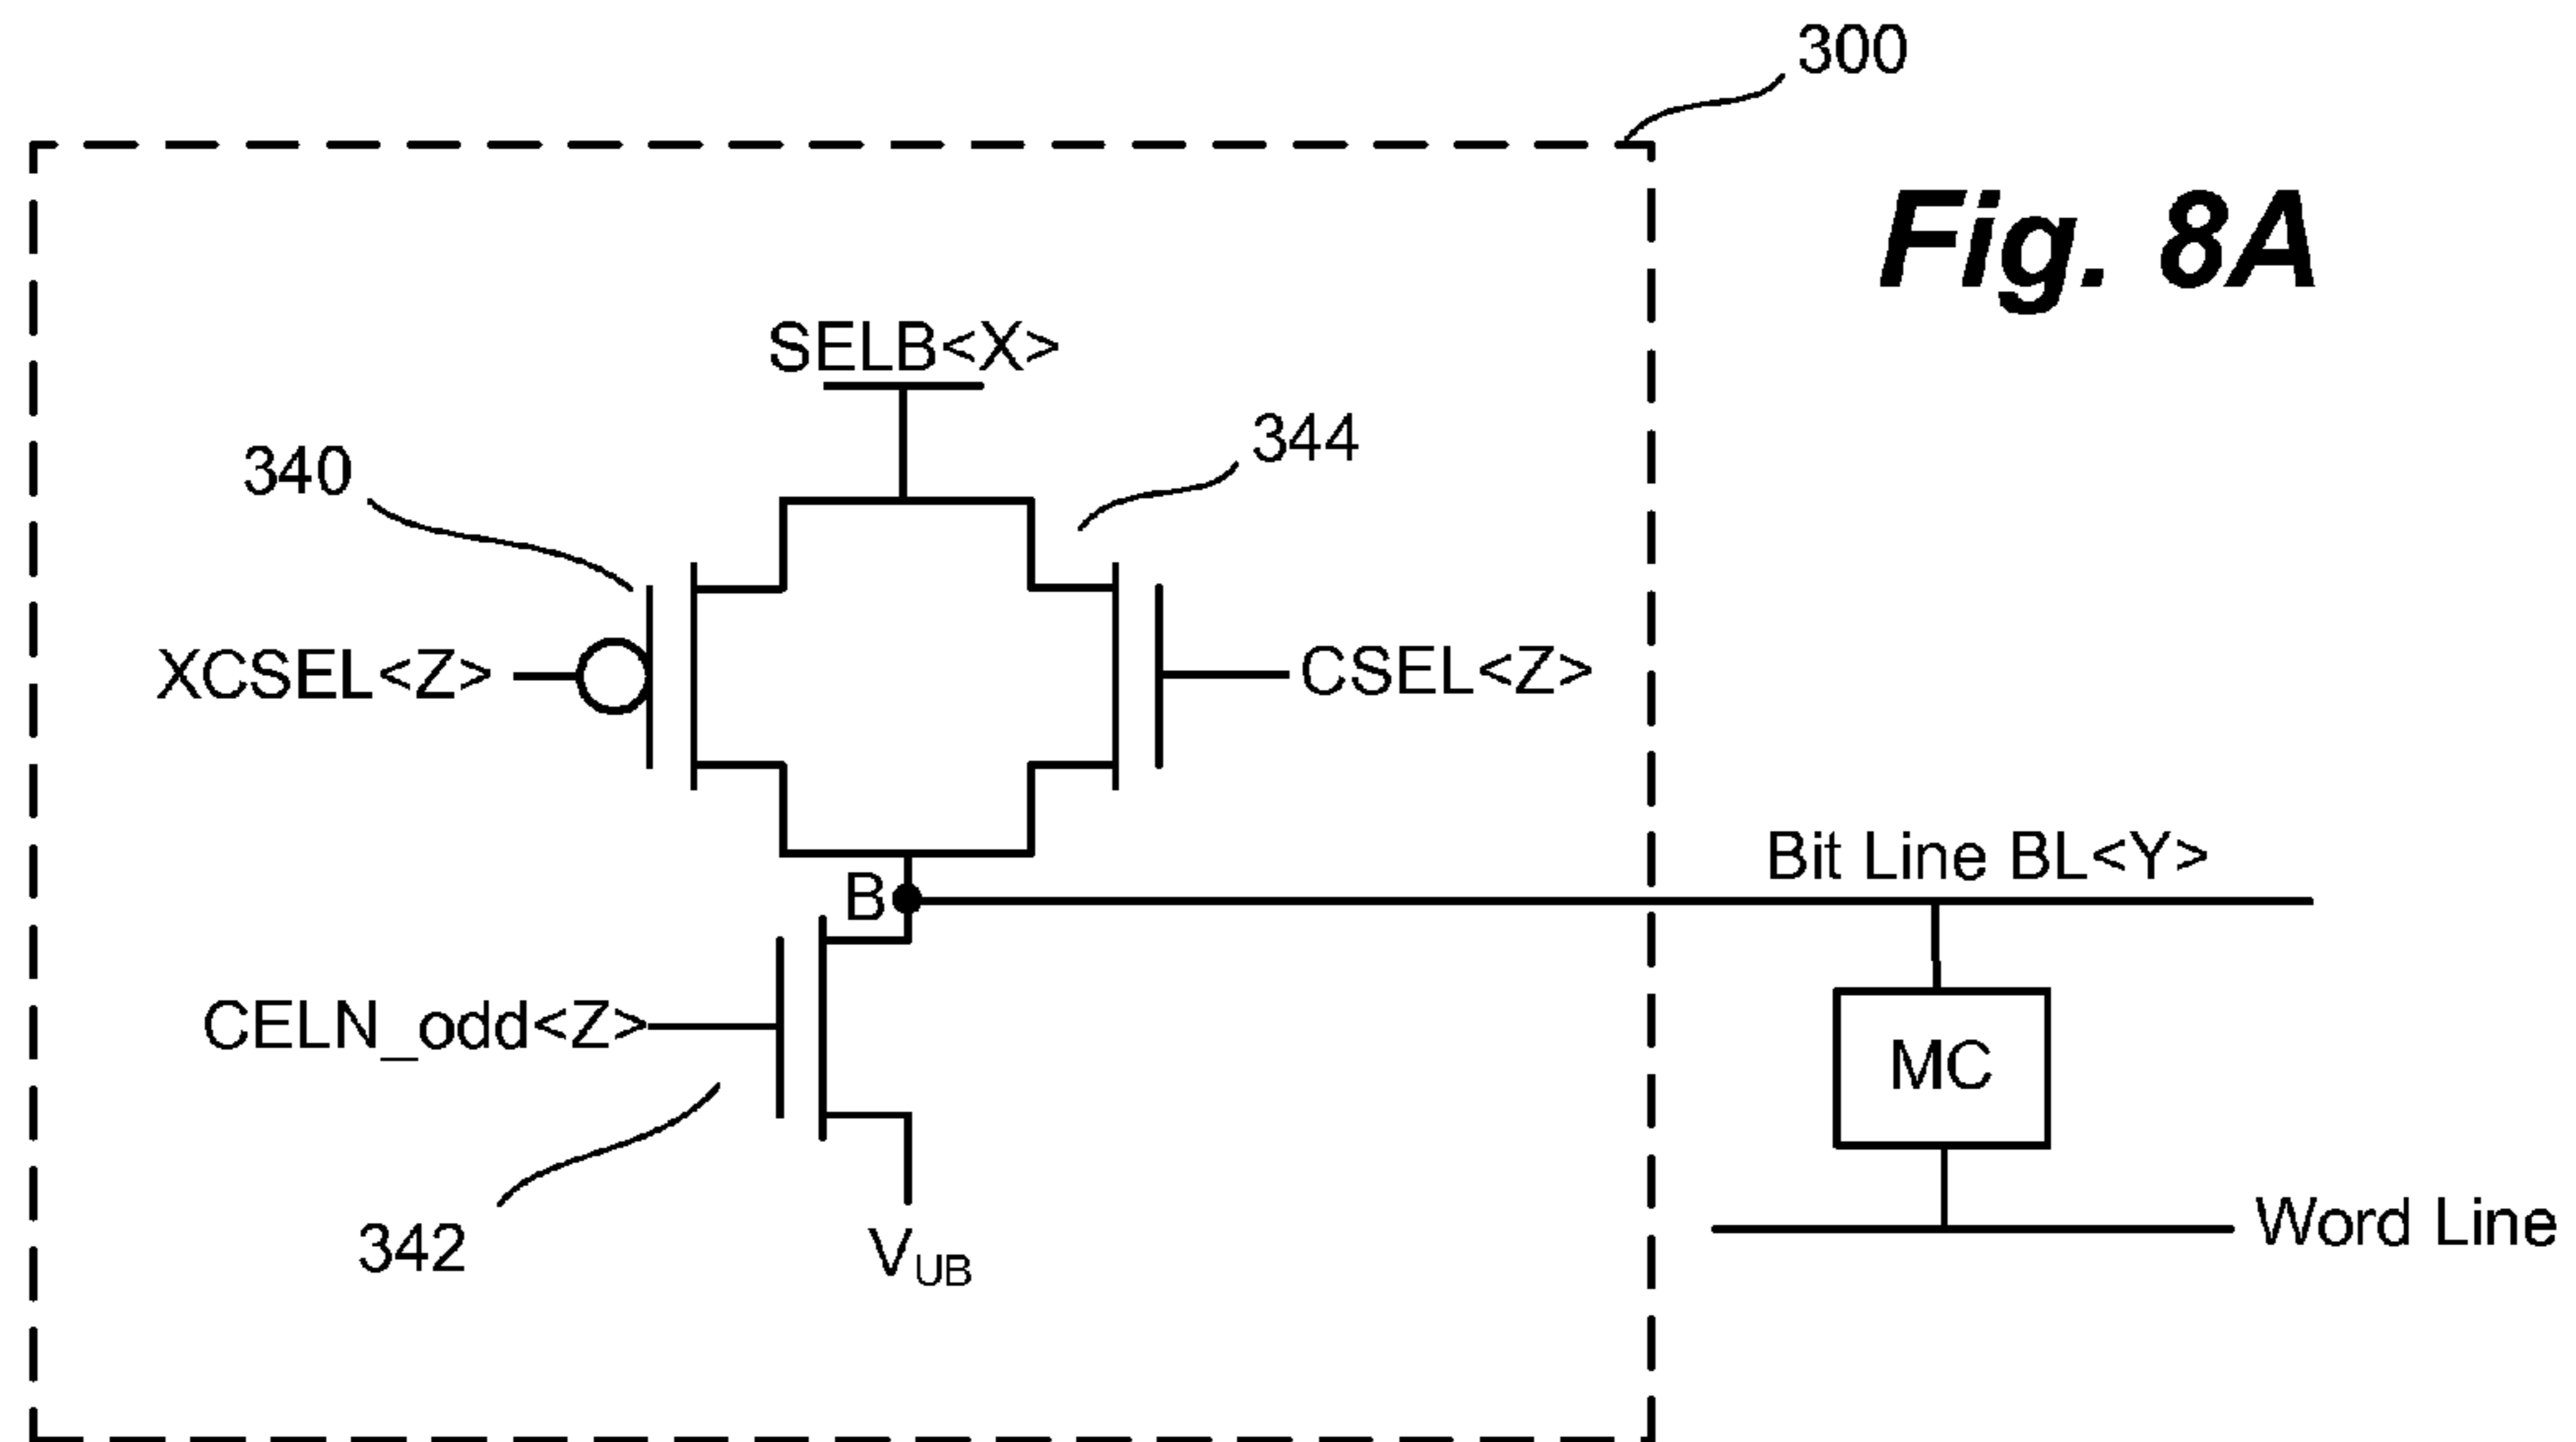 300
Fig. 8A
SELB<X>
344
340
XCSEL<Z>
CSEL<Z>
Bit Line BL<Y>
B
CELN_odd<Z>
MC
342
VUB
Word Line